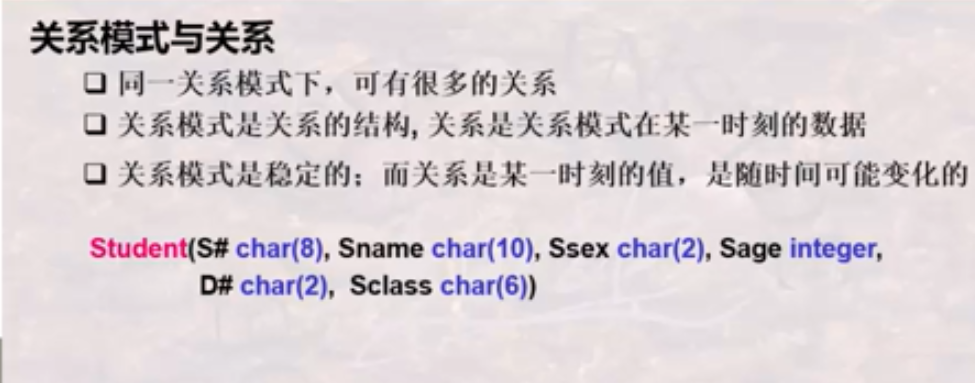 关系模式与关系
❑ 同一关系模式下，可有很多的关系
❑ 关系模式是关系的结构, 关系是关系模式在某一时刻的数据
❑ 关系模式是稳定的；而关系是某一时刻的值，是随时间可能变化的
Student(S# char(8), Sname char(10), Ssex char(2), Sage integer,
D# char(2), Sclass char(6))